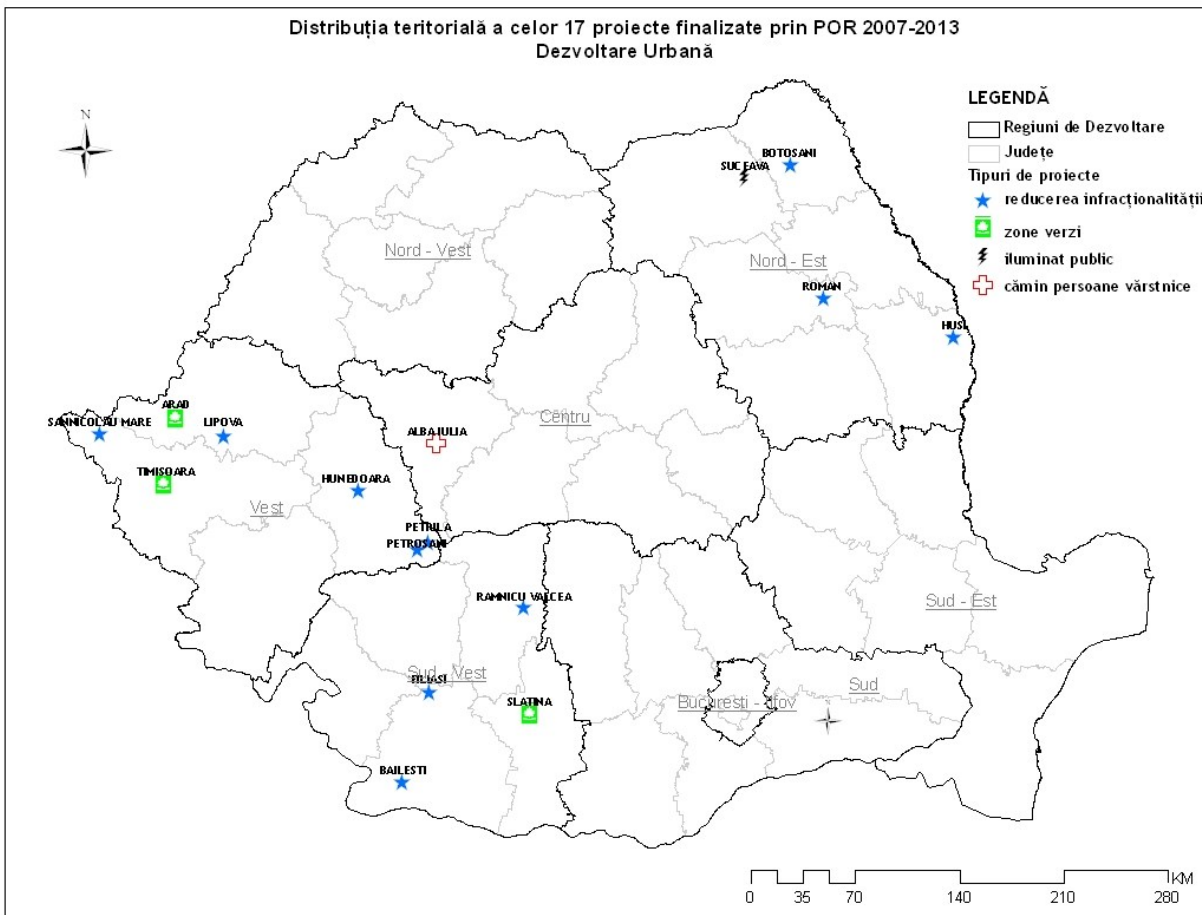 Distribuția teritorială a celor 17 proiecte finalizate prin POR 2007-2013
Dezvoltare Urbană
N
LEGENDĂ
Regiuni de Dezvoltare
Județe
Tipuri de proiecte
reducerea infracționalității
zone verzi
iluminat public
cămin persoane vărstnice
BOTOSANI
SUCEAVA
Nord - Vest
Nord - Est
ROMAN
HUSI
ARAD
SANNICOLAU MARE
LIPOVA
ALBA IULIA
Centru
TIMISOARA
HUNEDOARA
Vest
PETRILA
PETROSANI
RAMNICU VALCEA
Sud - Est
Sud - Vest
FILIASI
SLATINA
Sud
Bucuresti - Ilfov
BAILESTI
KM
0 35 70 140 210 280